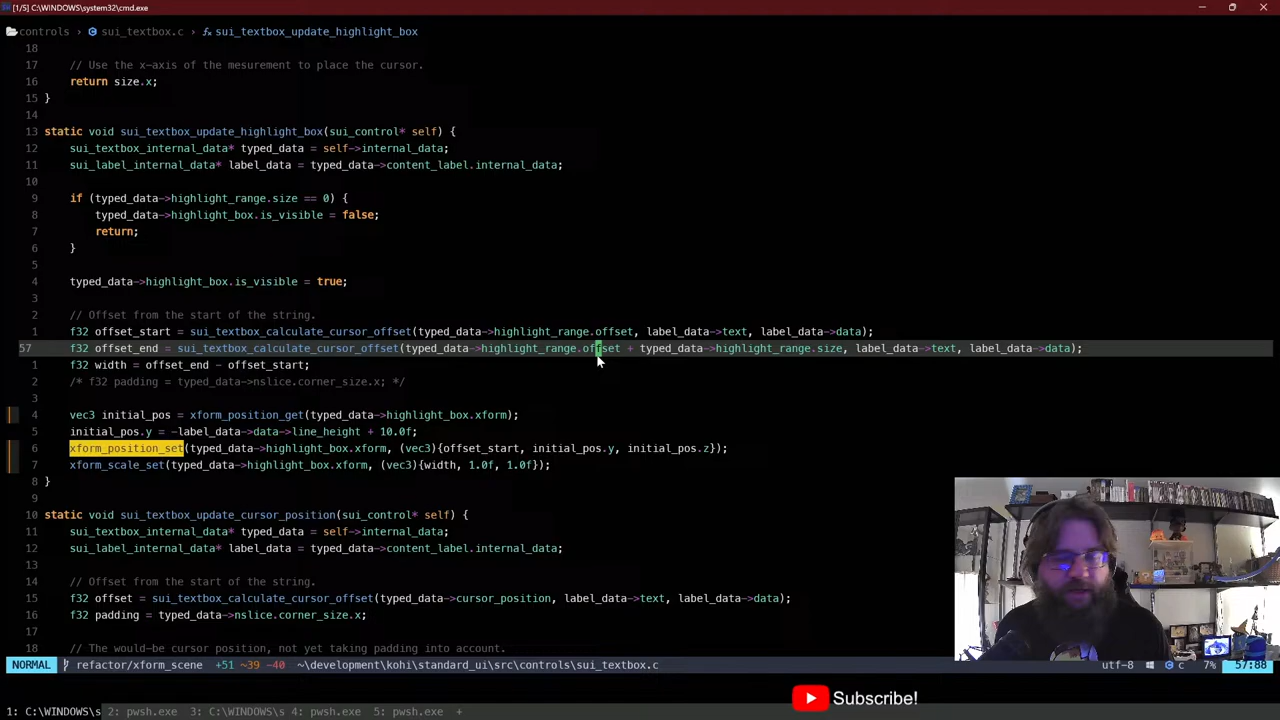 [1/5] C:\WINDOWS\system32\cmd.exe
controls > sui_textbox.c > sui_textbox_update_highlight_box
18
17 // Use the x-axis of the mesurement to place the cursor.
16 return size.x;
15 }
14
13 static void sui_textbox_update_highlight_box(sui_control* self) {
12 sui_textbox_internal_data* typed_data = self->internal_data;
11 sui_label_internal_data* label_data = typed_data->content_label.internal_data;
10
9 if (typed_data->highlight_range.size == 0) {
8 typed_data->highlight_box.is_visible = false;
7 return;
6 }
5
4 typed_data->highlight_box.is_visible = true;
3
2 // Offset from the start of the string.
1 f32 offset_start = sui_textbox_calculate_cursor_offset(typed_data->highlight_range.offset, label_data->text, label_data->data);
57 f32 offset_end = sui_textbox_calculate_cursor_offset(typed_data->highlight_range.offset + typed_data->highlight_range.size, label_data->text, label_data->data);
1 f32 width = offset_end - offset_start;
2 /* f32 padding = typed_data->nslice.corner_size.x; */
3
4 vec3 initial_pos = xform_position_get(typed_data->highlight_box.xform);
5 initial_pos.y = -label_data->data->line_height + 10.0f;
6 xform_position_set(typed_data->highlight_box.xform, (vec3){offset_start, initial_pos.y, initial_pos.z});
7 xform_scale_set(typed_data->highlight_box.xform, (vec3){width, 1.0f, 1.0f});
8 }
9
10 static void sui_textbox_update_cursor_position(sui_control* self) {
11 sui_textbox_internal_data* typed_data = self->internal_data;
12 sui_label_internal_data* label_data = typed_data->content_label.internal_data;
13
14 // Offset from the start of the string.
15 f32 offset = sui_textbox_calculate_cursor_offset(typed_data->cursor_position, label_data->text, label_data->data);
16 f32 padding = typed_data->nslice.corner_size.x;
17
18 // The would-be cursor position, not yet taking padding into account.
NORMAL refactor/xform_scene +51 ~39 -40 ~\development\kohi\standard_ui\src\controls\sui_textbox.c utf-8 c 7% 57:88
Subscribe!
1: C:\WINDOWS\s 2: pwsh.exe 3: C:\WINDOWS\s 4: pwsh.exe 5: pwsh.exe +